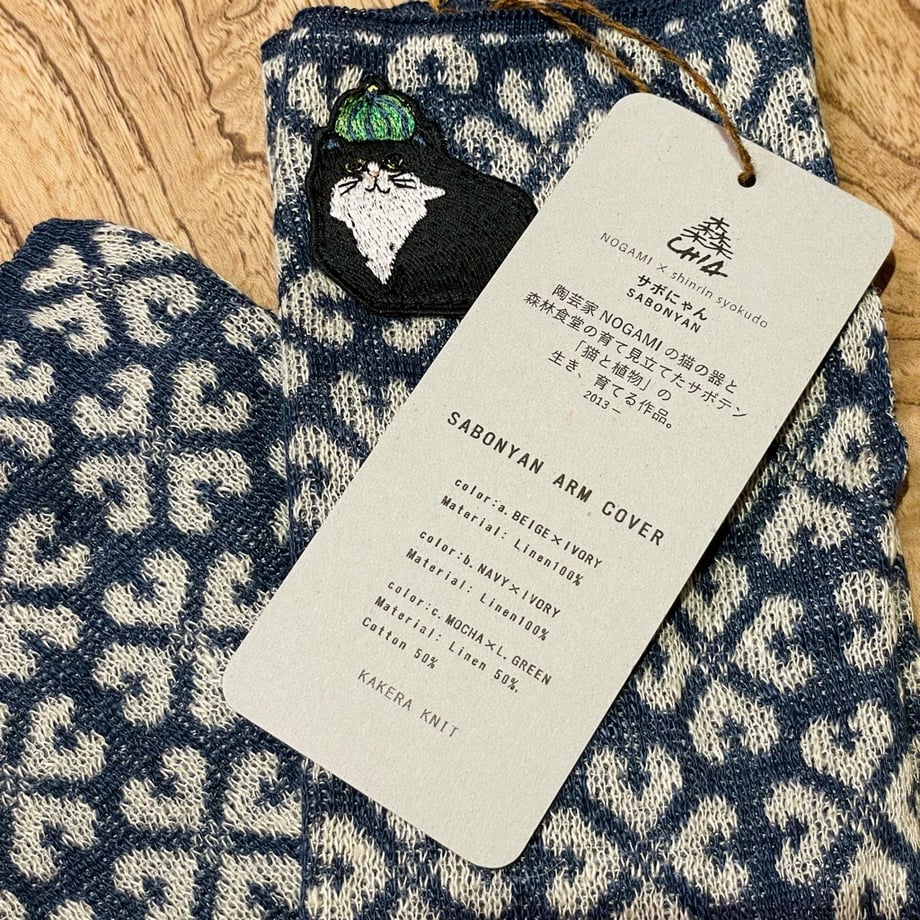 CHIA
NOGAMI × shinrin syokudo
サボにゃん
SABONYAN
陶芸家 NOGAMI の猫の器と
森林食堂の育て見立てたサボテン
「猫と植物」の
生き、育てる作品。
2013 –
SABONYAN ARM COVER
color:a. BEIGE×IVORY
Material: Linen100%
color:b. NAVY×IVORY
Material: Linen100%
color:c. MOCHA×L. GREEN
Material: Linen 50%.
Cotton 50%
KAKERA KNIT